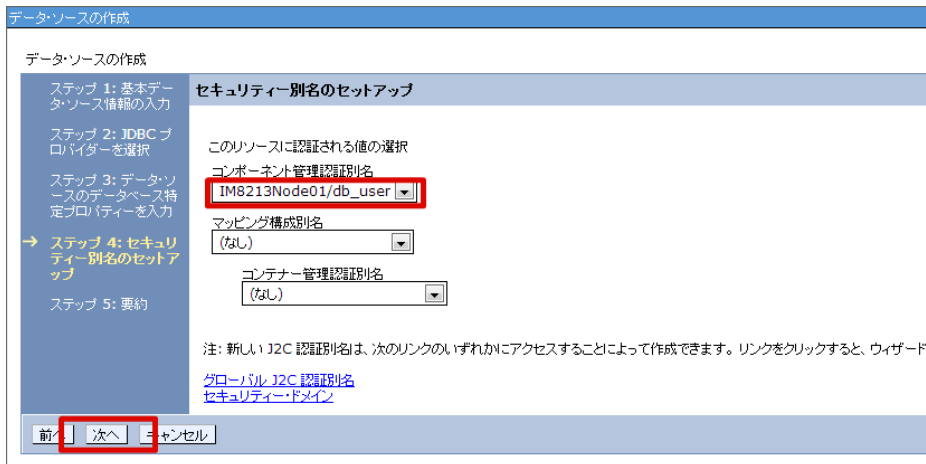 データ・ソースの作成
データ・ソースの作成
ステップ 1: 基本デー
タ・ソース情報の入力
セキュリティー別名のセットアップ
ステップ 2: JDBC プ
ロバイダーを選択
ステップ 3: データ・ソ
ースのデータベース特
定プロパティーを入力
→ ステップ 4: セキュリ
ティー別名のセットア
ップ
ステップ 5: 要約
このリソースに認証される値の選択
コンポーネント管理認証別名
IM8213Node01/db_user
マッピング構成別名
(なし)
コンテナー管理認証別名
(なし)
注: 新しい J2C 認証別名は、次のリンクのいずれかにアクセスすることによって作成できます。リンクをクリックすると、ウィザード
グローバル J2C 認証別名
セキュリティー・ドメイン
前へ 次へ キャンセル